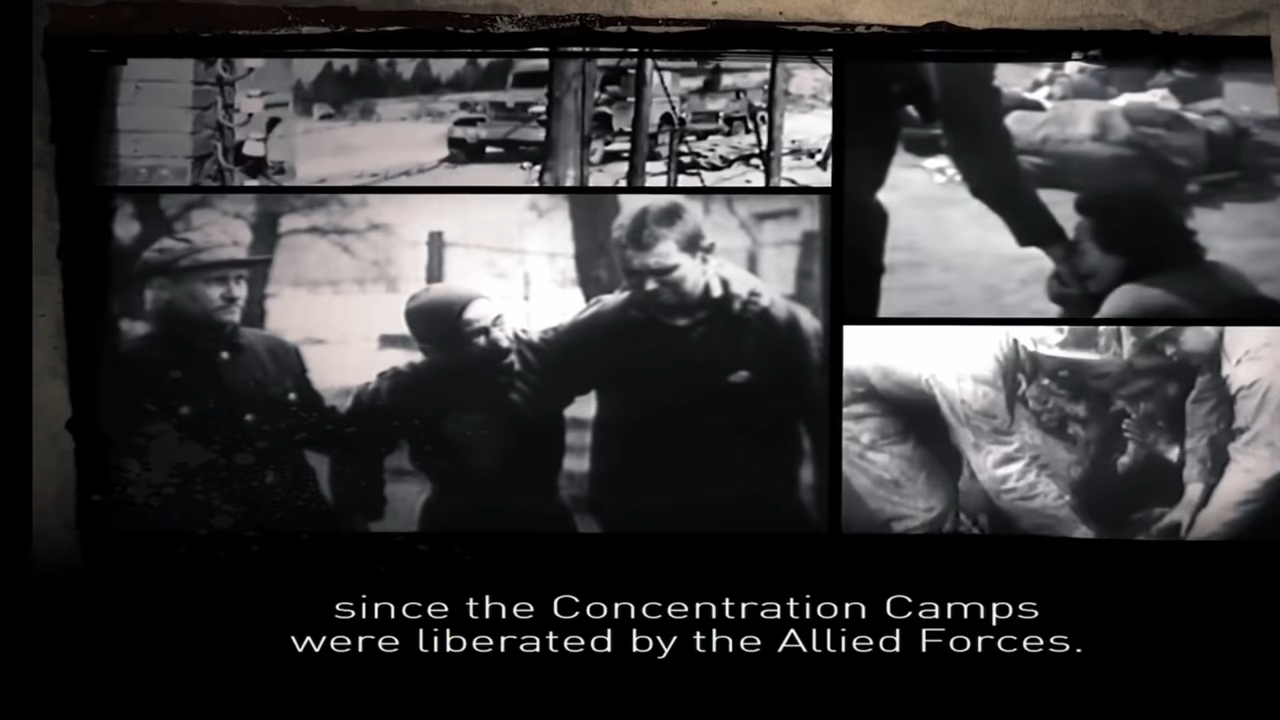 since the Concentration Camps
were liberated by the Allied Forces.